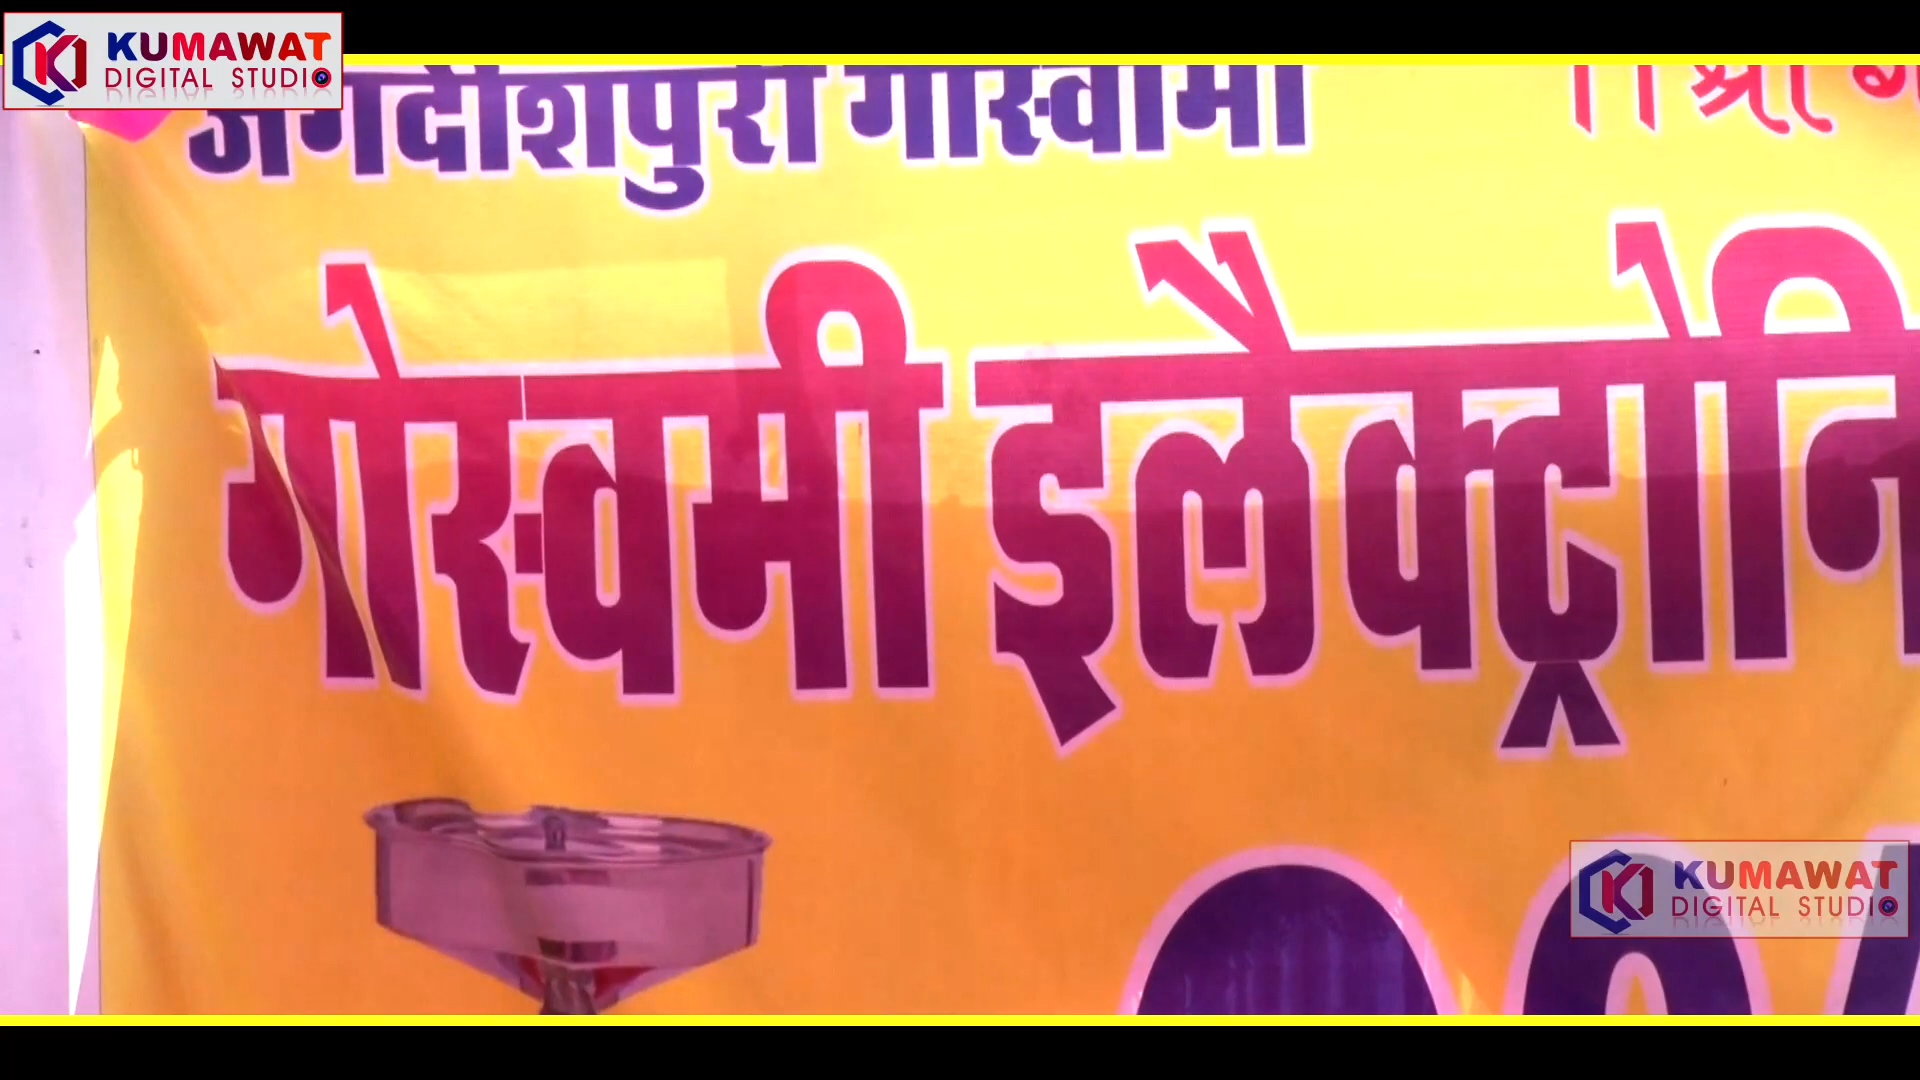 KUMAWAT
DIGITAL STUDIO
जगदीशपुरी गोस्वामी
।। श्री ग
गोस्वमी इलैक्ट्रोनि
KUMAWAT
DIGITAL STUDIO